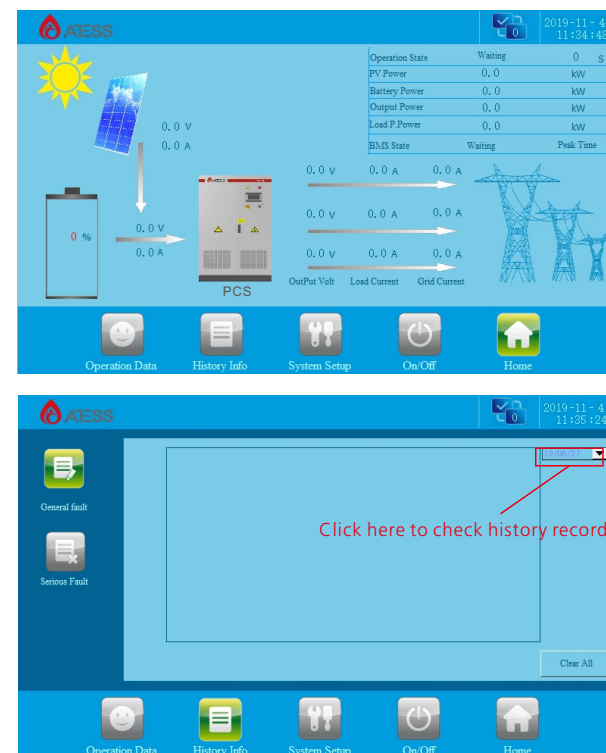 ATESS
0
2019-11- 4
11:34:48
Operation State Waiting 0 s
PV Power 0.0 kW
Battery Power 0.0 kW
Output Power 0.0 kW
Load P.Power 0.0 kW
BMS State Waiting Peak Time
0.0 V
0.0 A
0.0 V 0.0 A 0.0 A
0.0 V 0.0 A 0.0 A
0 % 0.0 V
0.0 A
0.0 V 0.0 A 0.0 A
OutPut Volt Load Current Grid Current
PCS
Operation Data History Info System Setup On/Off Home
ATESS
0
2019-11- 4
11:35:24
19/06/27
General fault
Click here to check history record
Serious Fault
Clear All
Operation Data History Info System Setup On/Off Home